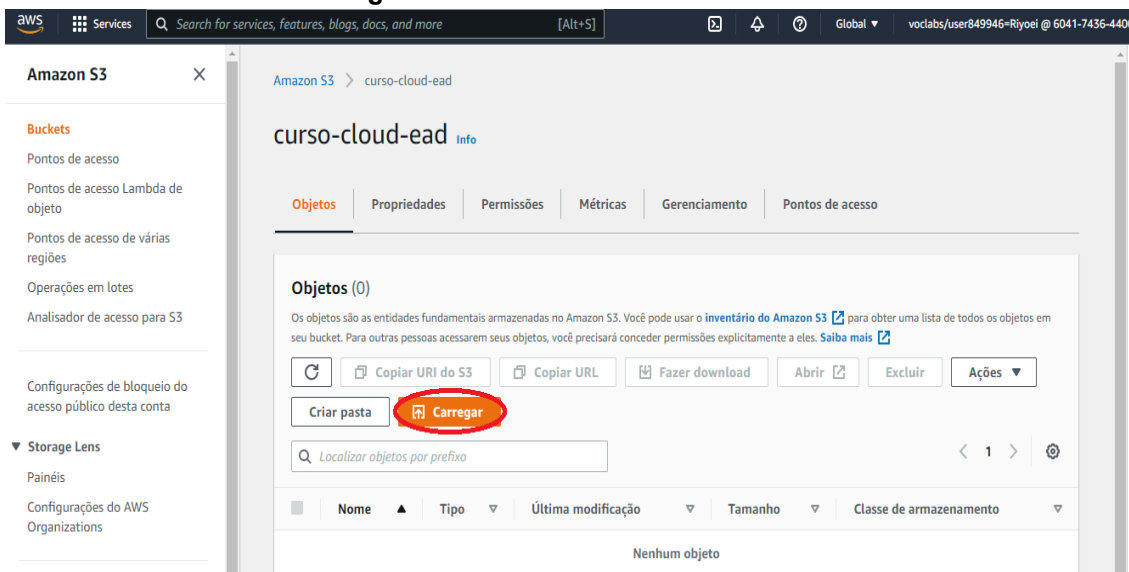 aws Services Search for services, features, blogs, docs, and more [Alt+S] Global ▼ voclabs/user849946=Riyoei @ 6041-7436-440
Amazon S3
Buckets
Pontos de acesso
Pontos de acesso Lambda de
objeto
Pontos de acesso de várias
regiões
Operações em lotes
Analisador de acesso para S3
Configurações de bloqueio do
acesso público desta conta
▼ Storage Lens
Painéis
Configurações do AWS
Organizations
Amazon S3 > curso-cloud-ead
curso-cloud-ead Info
Objetos Propriedades Permissões Métricas Gerenciamento Pontos de acesso
Objetos (0)
Os objetos são as entidades fundamentais armazenadas no Amazon S3. Você pode usar o inventário do Amazon S3 para obter uma lista de todos os objetos em
seu bucket. Para outras pessoas acessarem seus objetos, você precisará conceder permissões explicitamente a eles. Saiba mais
Copiar URI do S3 Copiar URL Fazer download Abrir Excluir Ações ▼
Criar pasta Carregar
Localizar objetos por prefixo < 1 >
Nome ▲ Tipo ▽ Última modificação ▽ Tamanho ▽ Classe de armazenamento ▽
Nenhum objeto